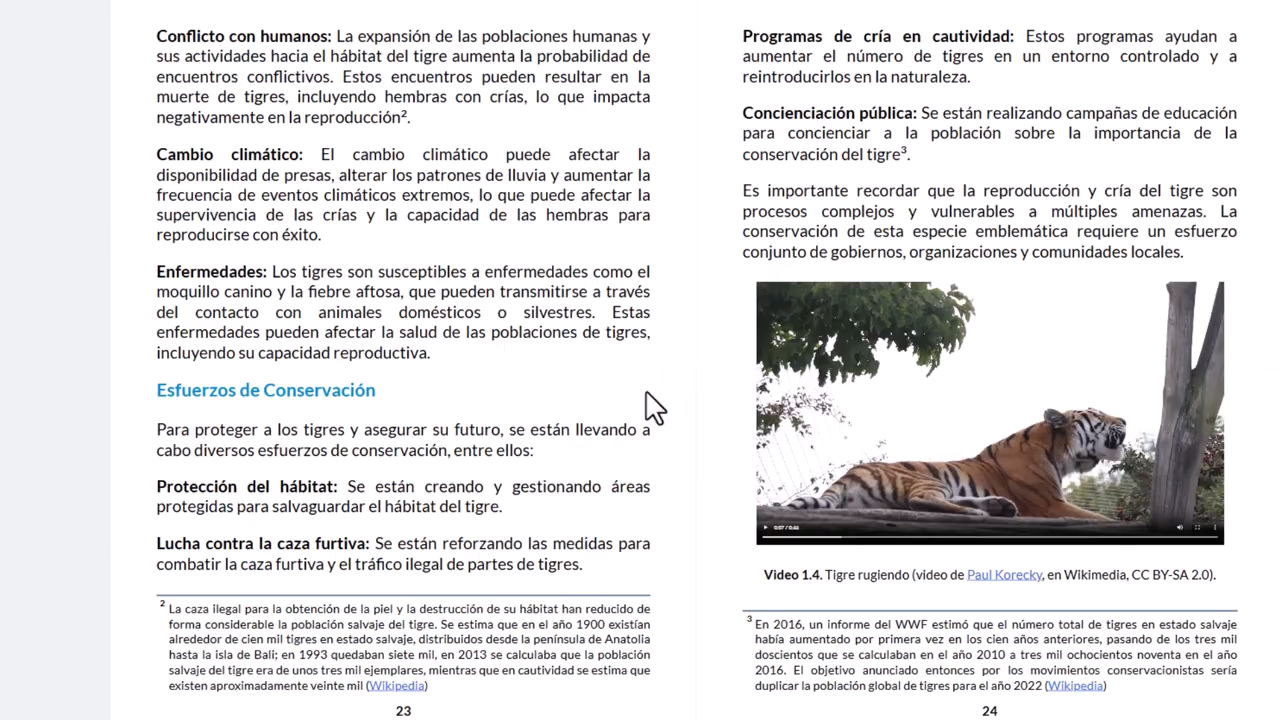 Conflicto con humanos: La expansión de las poblaciones humanas y
sus actividades hacia el hábitat del tigre aumenta la probabilidad de
encuentros conflictivos. Estos encuentros pueden resultar en la
muerte de tigres, incluyendo hembras con crías, lo que impacta
negativamente en la reproducción².
Cambio climático: El cambio climático puede afectar la
disponibilidad de presas, alterar los patrones de lluvia y aumentar la
frecuencia de eventos climáticos extremos, lo que puede afectar la
supervivencia de las crías y la capacidad de las hembras para
reproducirse con éxito.
Enfermedades: Los tigres son susceptibles a enfermedades como el
moquillo canino y la fiebre aftosa, que pueden transmitirse a través
del contacto con animales domésticos o silvestres. Estas
enfermedades pueden afectar la salud de las poblaciones de tigres,
incluyendo su capacidad reproductiva.
Esfuerzos de Conservación
Para proteger a los tigres y asegurar su futuro, se están llevando a
cabo diversos esfuerzos de conservación, entre ellos:
Protección del hábitat: Se están creando y gestionando áreas
protegidas para salvaguardar el hábitat del tigre.
Lucha contra la caza furtiva: Se están reforzando las medidas para
combatir la caza furtiva y el tráfico ilegal de partes de tigres.
² La caza ilegal para la obtención de la piel y la destrucción de su hábitat han reducido de
forma considerable la población salvaje del tigre. Se estima que en el año 1900 existían
alrededor de cien mil tigres en estado salvaje, distribuidos desde la península de Anatolia
hasta la isla de Bali; en 1993 quedaban siete mil, en 2013 se calculaba que la población
salvaje del tigre era de unos tres mil ejemplares, mientras que en cautividad se estima que
existen aproximadamente veinte mil (Wikipedia)
23
Programas de cría en cautividad: Estos programas ayudan a
aumentar el número de tigres en un entorno controlado y a
reintroducirlos en la naturaleza.
Concienciación pública: Se están realizando campañas de educación
para concienciar a la población sobre la importancia de la
conservación del tigre³.
Es importante recordar que la reproducción y cría del tigre son
procesos complejos y vulnerables a múltiples amenazas. La
conservación de esta especie emblemática requiere un esfuerzo
conjunto de gobiernos, organizaciones y comunidades locales.
0:07 / 0:44
Video 1.4. Tigre rugiendo (video de Paul Korecky, en Wikimedia, CC BY-SA 2.0).
³ En 2016, un informe del WWF estimó que el número total de tigres en estado salvaje
había aumentado por primera vez en los cien años anteriores, pasando de los tres mil
doscientos que se calculaban en el año 2010 a tres mil ochocientos noventa en el año
2016. El objetivo anunciado entonces por los movimientos conservacionistas sería
duplicar la población global de tigres para el año 2022 (Wikipedia)
24